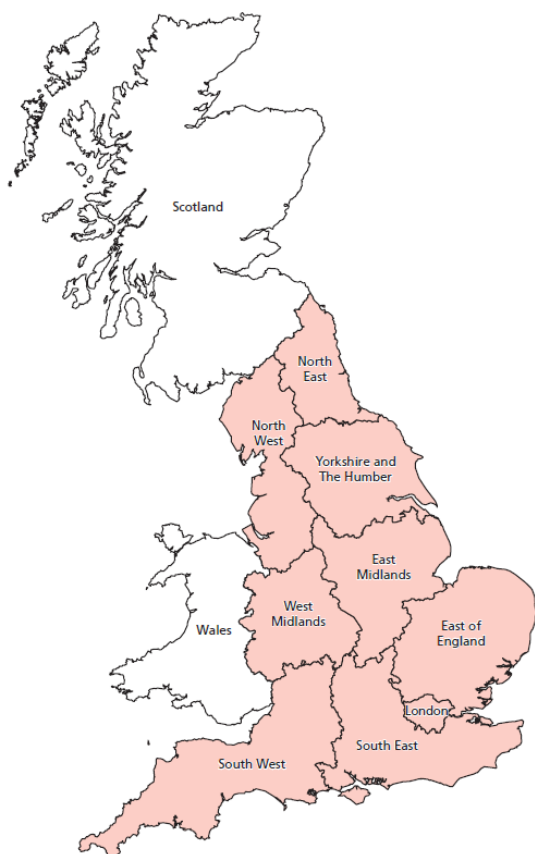 Scotland
North
East
North
West
Yorkshire and
The Humber
East
Midlands
West
Midlands
East of
England
Wales
London
South East
South West